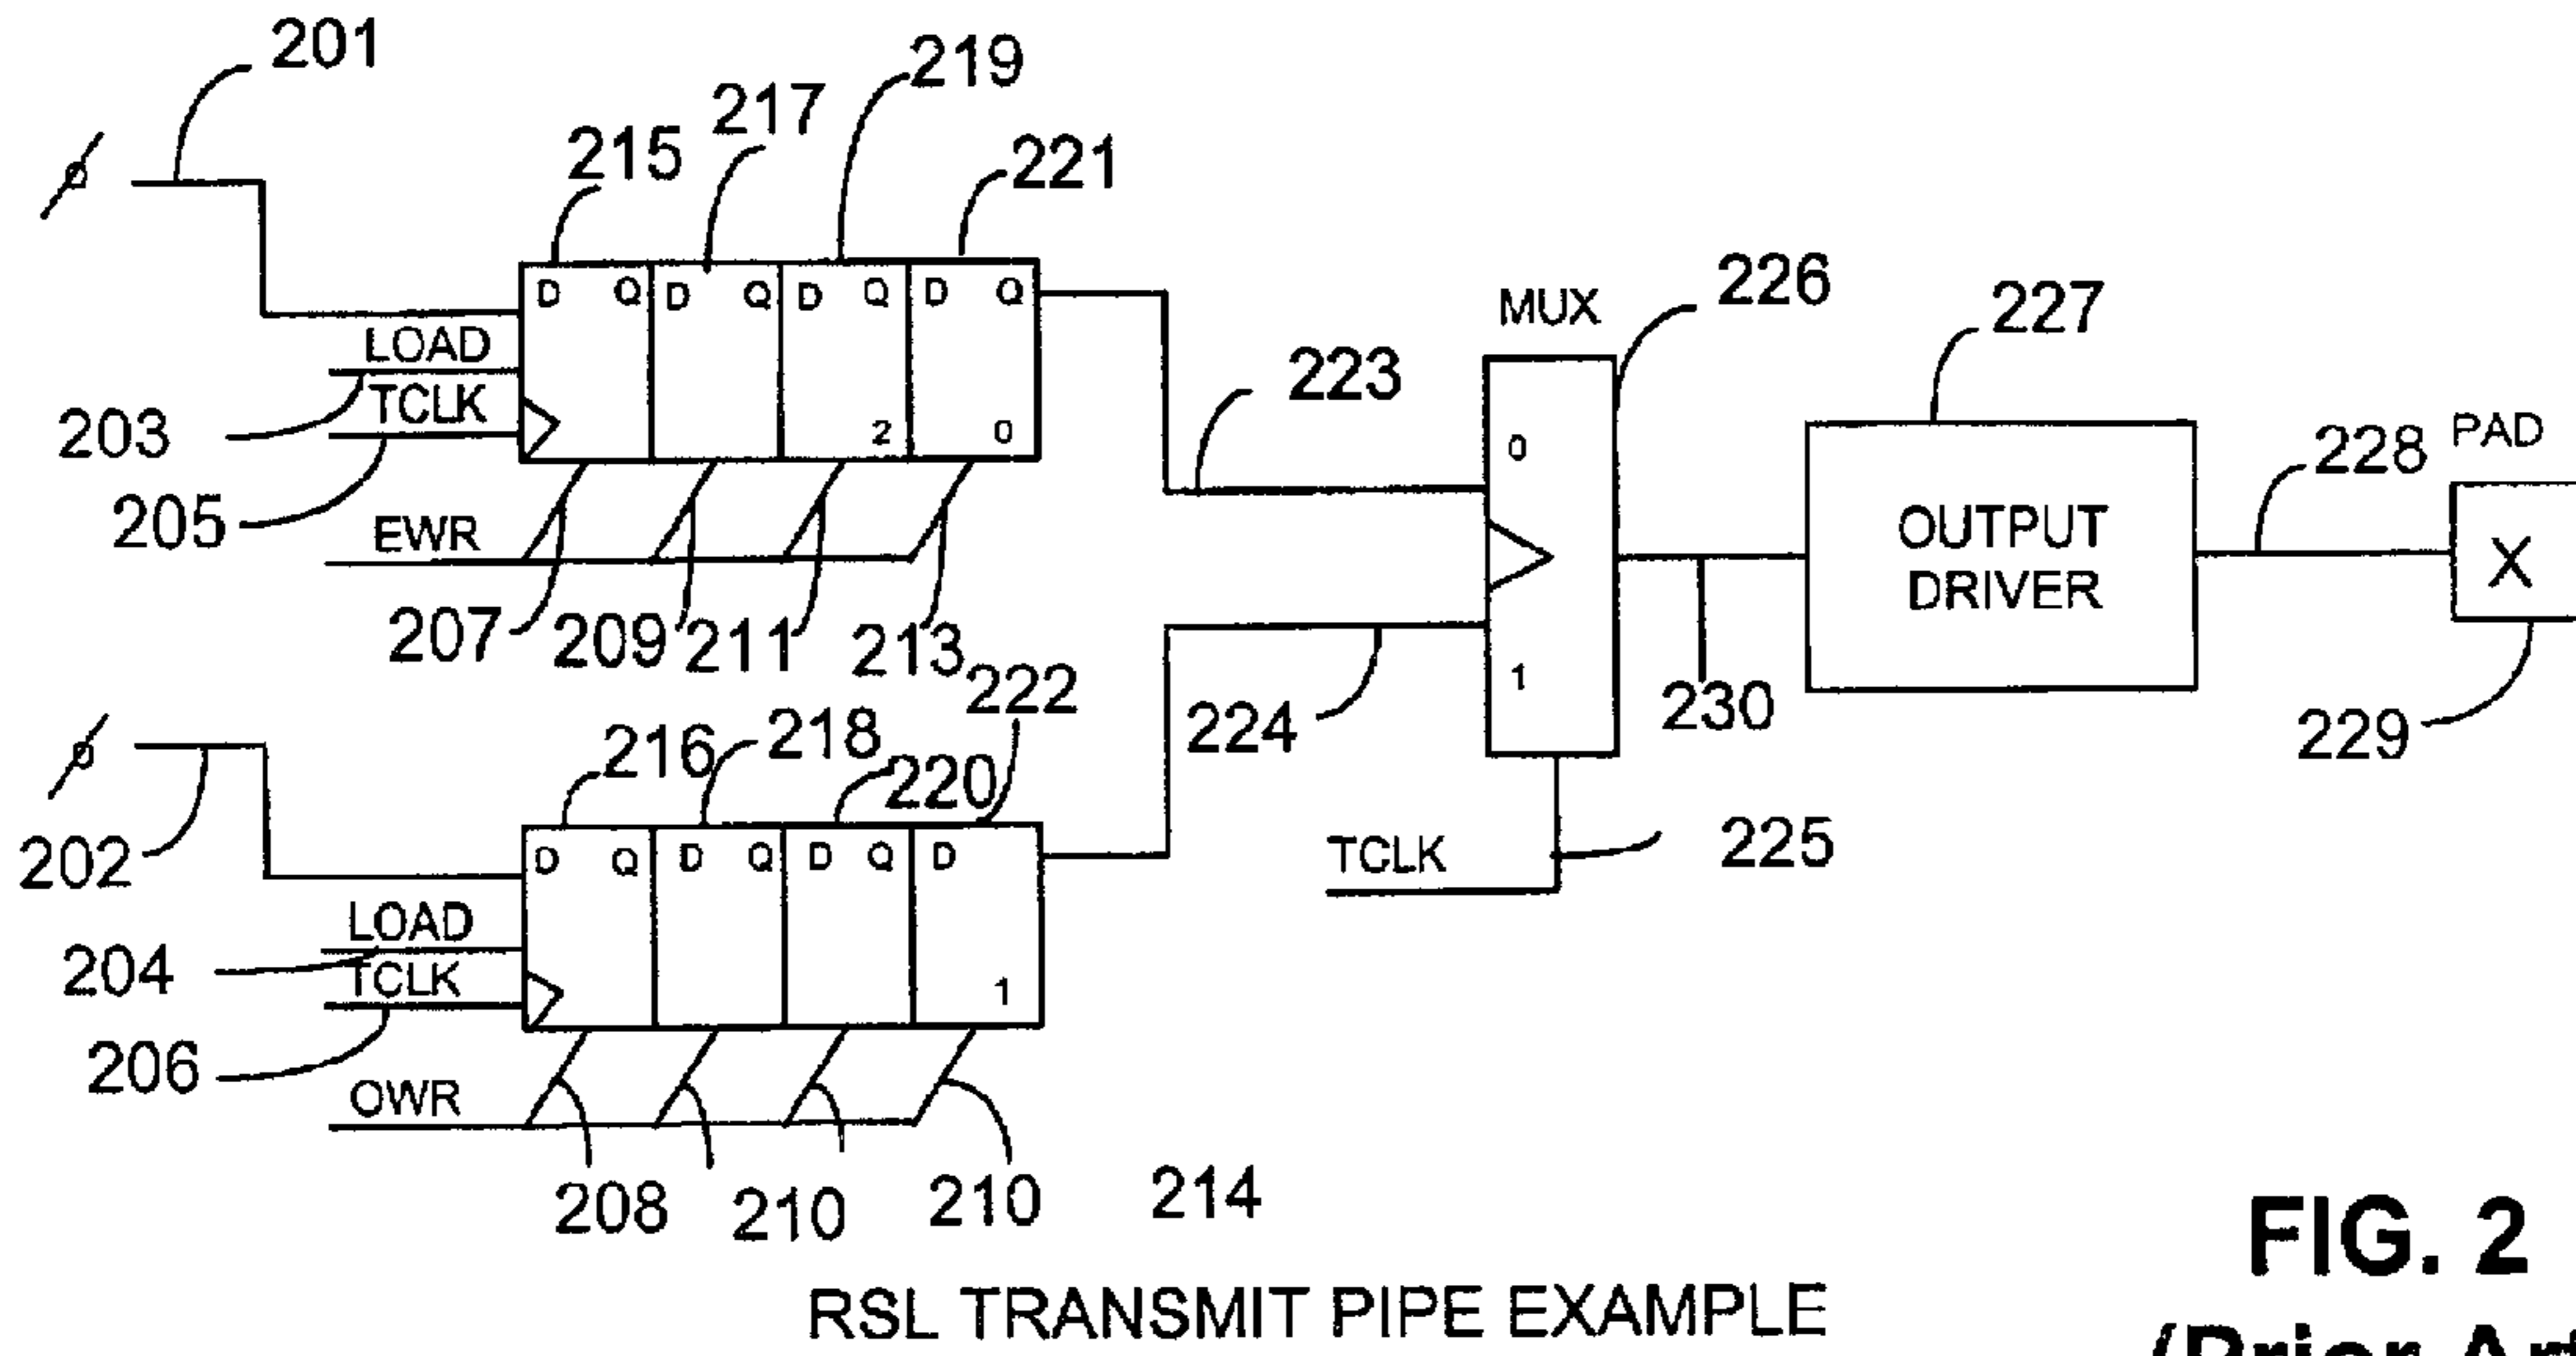 201
219
217
215
221
D Q D Q D Q D Q
LOAD
TCLK
2
0
203
205
EWR
207
209
211
213
MUX
226
227
0
223
1
OUTPUT
DRIVER
228
PAD
X
229
230
224
TCLK
225
202
216
218
220
222
D Q D Q D Q D
LOAD
TCLK
1
204
206
OWR
208
210
210
214
RSL TRANSMIT PIPE EXAMPLE
FIG. 2
(Prior Art